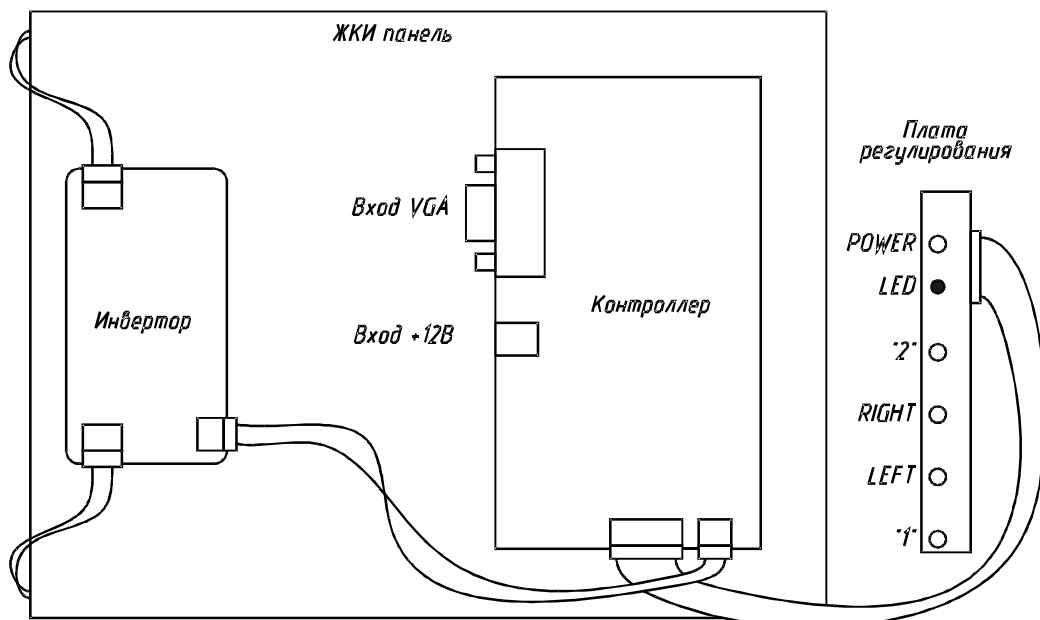 ЖКИ панель
Плата
регулирования
Вход VGA
POWER
LED
Контроллер
Инвертор
Вход +12В
"2"
RIGHT
LEFT
"1"